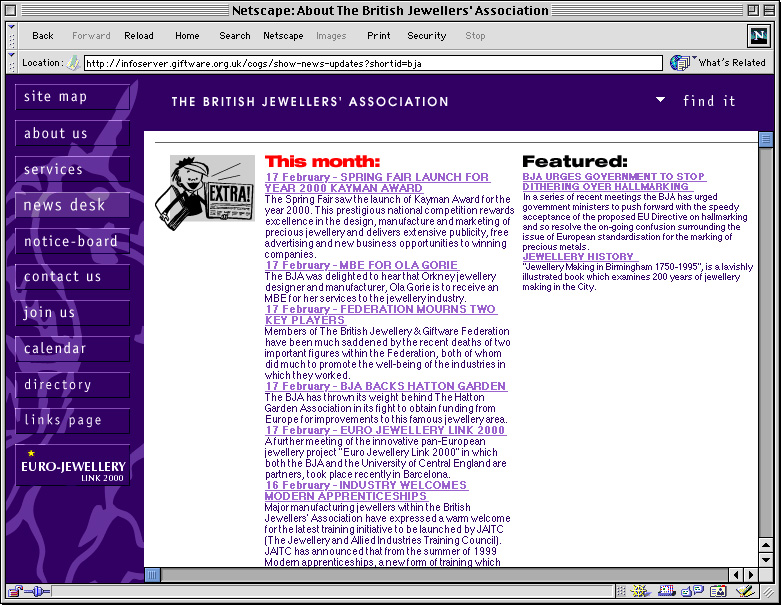 Netscape: About The British Jewellers' Association
Back Forward Reload Home Search Netscape Images Print Security Stop
N
Location: http://infoserver.giftware.org.uk/cogs/show-news-updates?shortid=bja What's Related
site map
about us
services
news desk
notice-board
contact us
join us
calendar
directory
links page
EURO-JEWELLERY
LINK 2000
THE BRITISH JEWELLERS' ASSOCIATION
find it
EXTRA!
This month:
17 February - SPRING FAIR LAUNCH FOR
YEAR 2000 KAYMAN AWARD
The Spring Fair saw the launch of Kayman Award for the
year 2000. This prestigious national competition rewards
excellence in the design, manufacture and marketing of
precious jewellery and delivers extensive publicity, free
advertising and new business opportunities to winning
companies.
17 February - MBE FOR OLA GORIE
The BJA was delighted to hear that Orkney jewellery
designer and manufacturer, Ola Gorie is to receive an
MBE for her services to the jewellery industry.
17 February - FEDERATION MOURNS TWO
KEY PLAYERS
Members of The British Jewellery & Giftware Federation
have been much saddened by the recent deaths of two
important figures within the Federation, both of whom
did much to promote the well-being of the industries in
which they worked.
17 February - BJA BACKS HATTON GARDEN
The BJA has thrown its weight behind The Hatton
Garden Association in its fight to obtain funding from
Europe for improvements to this famous jewellery area.
17 February - EURO JEWELLERY LINK 2000
A further meeting of the innovative pan-European
jewellery project "Euro Jewellery Link 2000" in which
both the BJA and the University of Central England are
partners, took place recently in Barcelona.
16 February - INDUSTRY WELCOMES
MODERN APPRENTICESHIPS
Major manufacturing jewellers within the British
Jewellers' Association have expressed a warm welcome
for the latest training initiative to be launched by JAITC
(The Jewellery and Allied Industries Training Council).
JAITC has announced that from the summer of 1999
Modern apprenticeships, a new form of training which
Featured:
BJA URGES GOVERNMENT TO STOP
DITHERING OVER HALLMARKING
In a series of recent meetings the BJA has urged
government ministers to push forward with the speedy
acceptance of the proposed EU Directive on hallmarking
and so resolve the on-going confusion surrounding the
issue of European standardisation for the marking of
precious metals.
JEWELLERY HISTORY
"Jewellery Making in Birmingham 1750-1995", is a lavishly
illustrated book which examines 200 years of jewellery
making in the City.